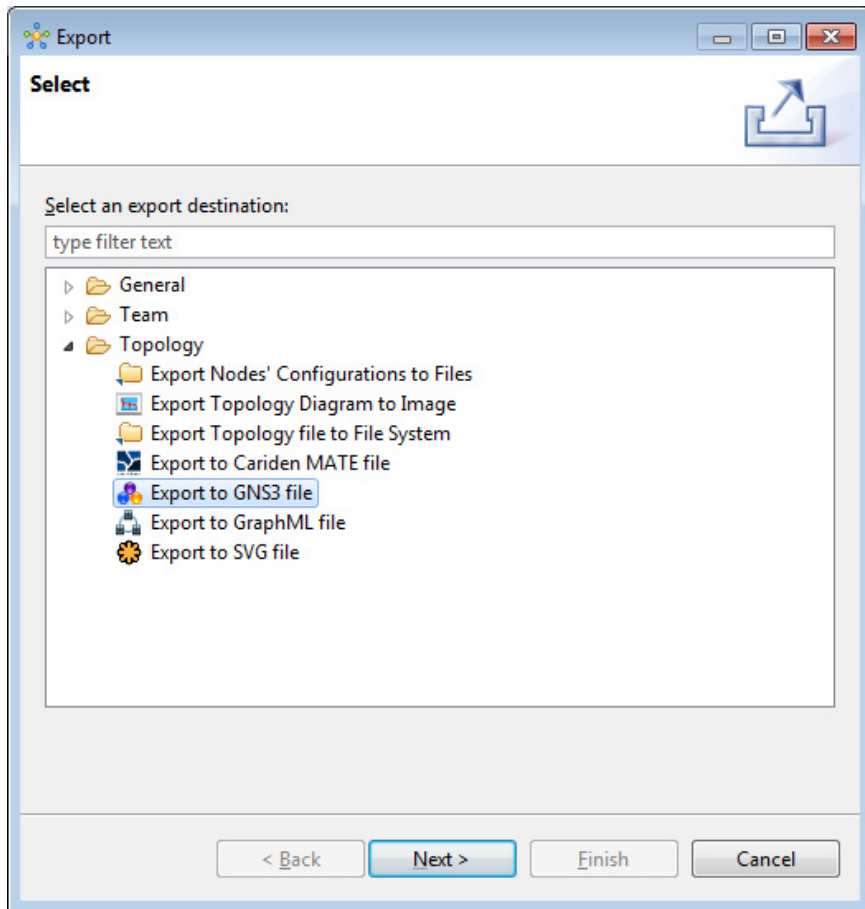 Export
Select
Select an export destination:
type filter text
General
Team
Topology
Export Nodes' Configurations to Files
Export Topology Diagram to Image
Export Topology file to File System
Export to Cariden MATE file
Export to GNS3 file
Export to GraphML file
Export to SVG file
< Back Next > Finish Cancel